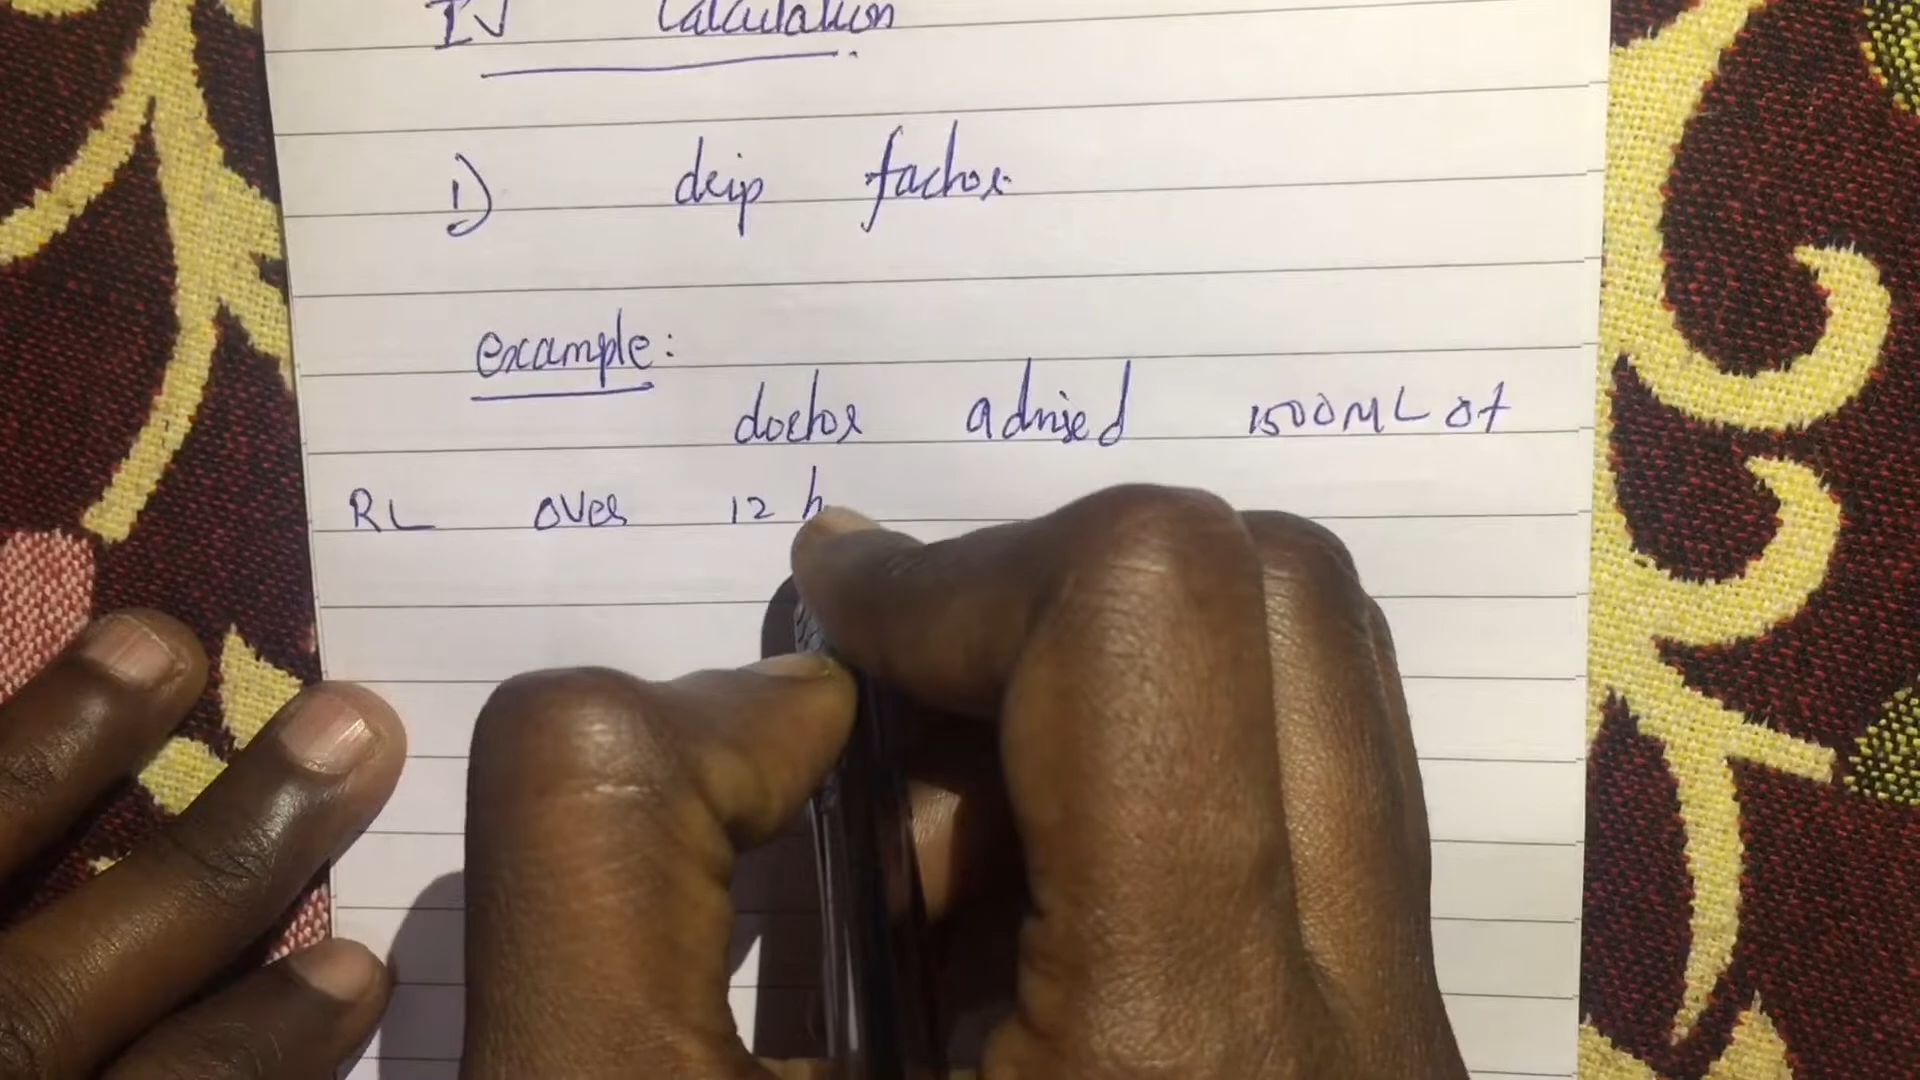 IV Calculation
1) drip factor
example:
doctor advised 1500ML Of
RL over 12 h